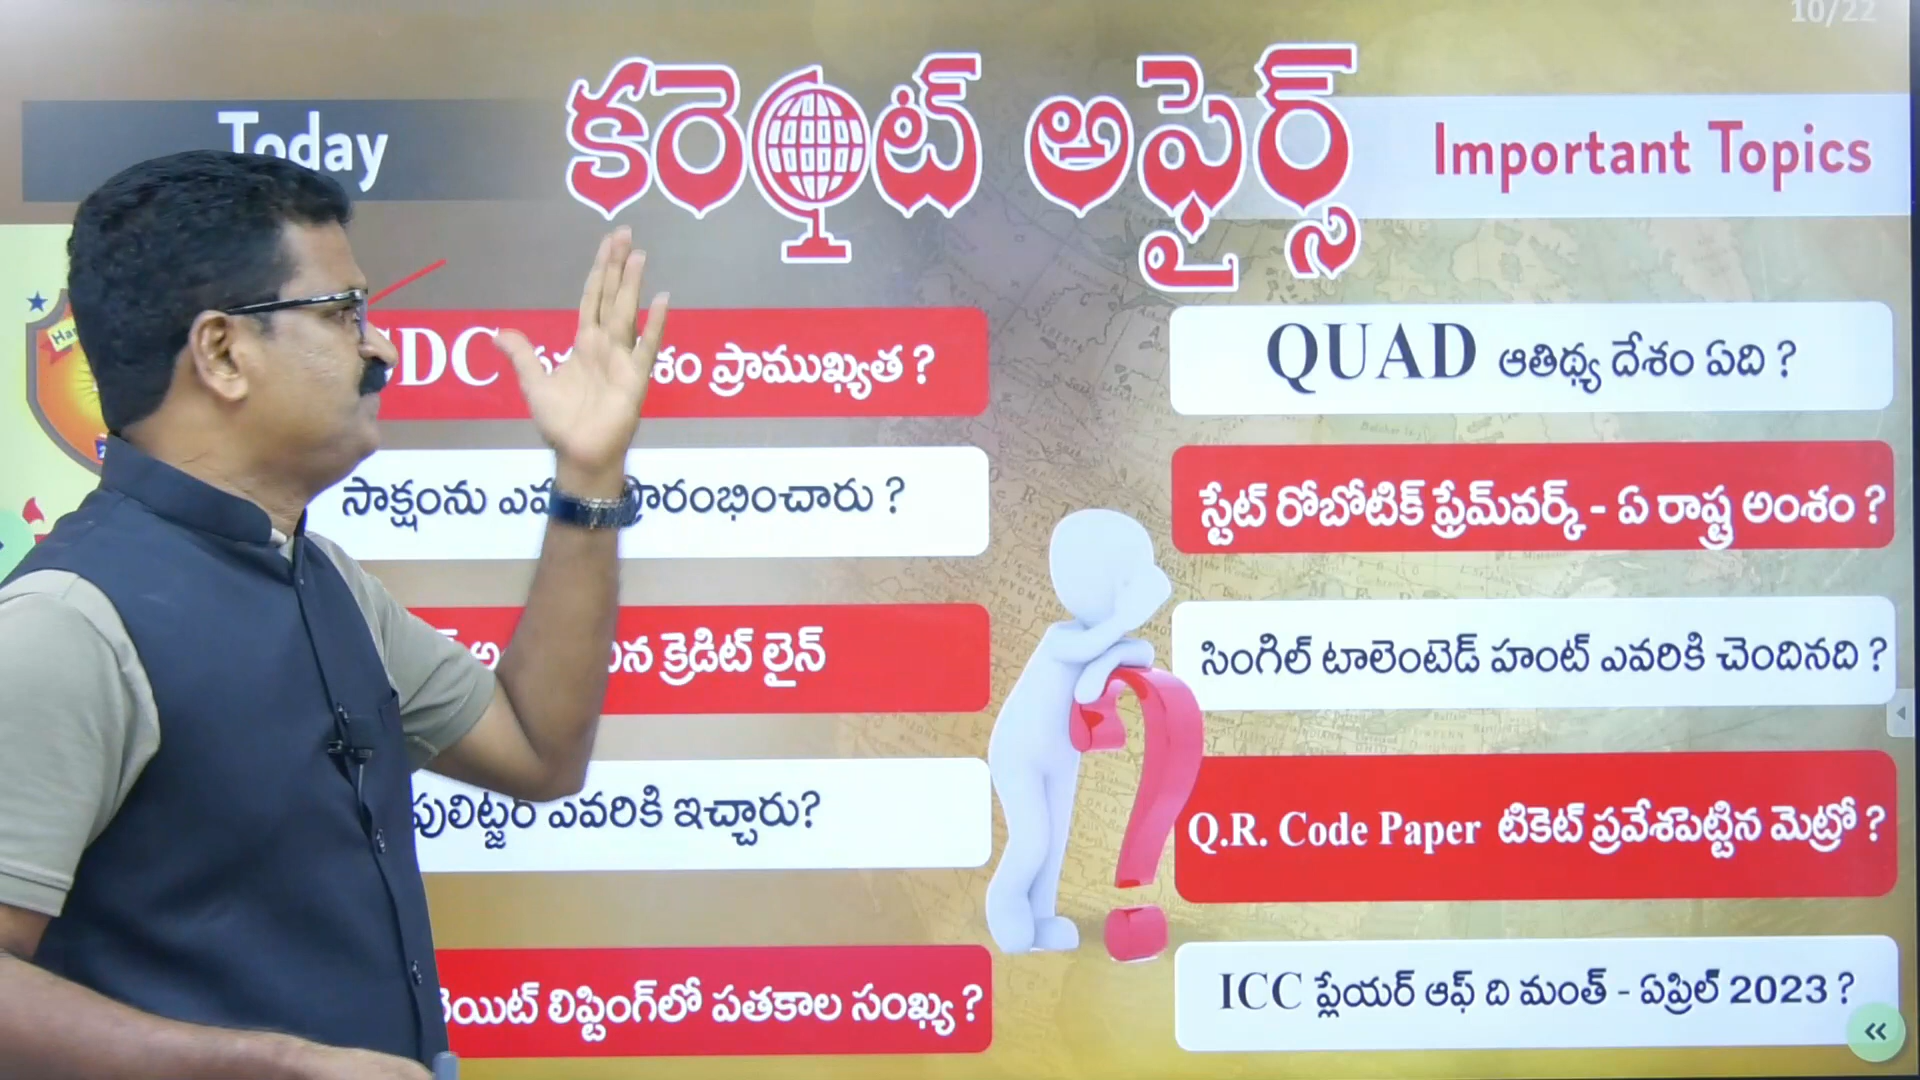 10/22
Today
కరెంట్ అఫైర్స్
Important Topics
ప్రాముఖ్యత ?
సాక్షంను ప్రారంభించారు ?
క్రెడిట్ లైన్
పులిట్జర్ ఎవరికి ఇచ్చారు?
లిఫ్టింగ్‌లో పతకాల సంఖ్య ?
QUAD ఆతిథ్య దేశం ఏది ?
స్టేట్ రోబోటిక్ ఫ్రేమ్‌వర్క్ - ఏ రాష్ట్ర అంశం ?
సింగిల్ టాలెంటెడ్ హంట్ ఎవరికి చెందినది ?
Q.R. Code Paper టికెట్ ప్రవేశపెట్టిన మెట్రో ?
ICC ప్లేయర్ ఆఫ్ ది మంత్ - ఏప్రిల్ 2023 ?